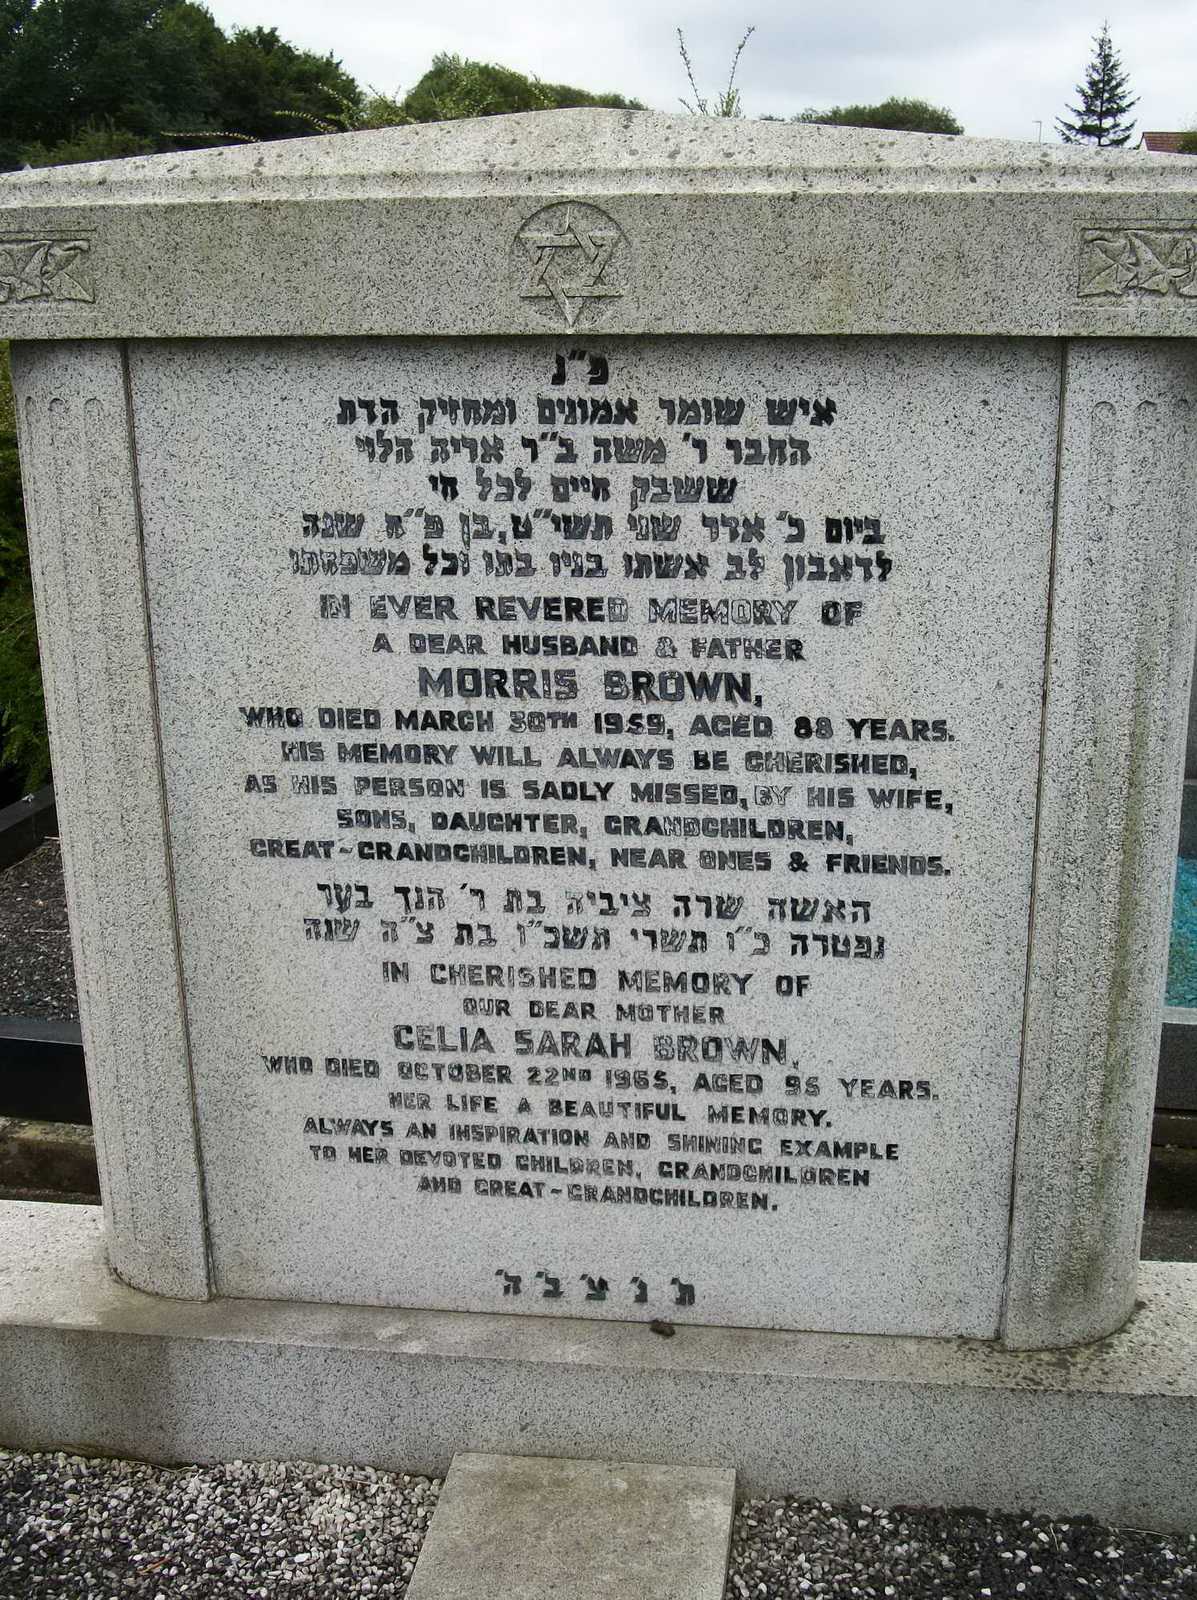 פ״נ
איש שומר אמונים ומחזיק הדת
החבר ר׳ משה ב״ר אריה הלוי
ששבק חיים לכל חי
ביום כ׳ אדר שני תשי״ט, בן פ״ח שנה
לדאבון לב אשתו בניו בתו וכל משפחתו
IN EVER REVERED MEMORY OF
A DEAR HUSBAND & FATHER
MORRIS BROWN,
WHO DIED MARCH 30TH 1959, AGED 88 YEARS.
HIS MEMORY WILL ALWAYS BE CHERISHED,
AS HIS PERSON IS SADLY MISSED, BY HIS WIFE,
SONS, DAUGHTER, GRANDCHILDREN,
GREAT-GRANDCHILDREN, NEAR ONES & FRIENDS.
האשה שרה ציביה בת ר׳ הנך בער
נפטרה כ״ו תשרי תשכ״ו בת צ״ה שנה
IN CHERISHED MEMORY OF
OUR DEAR MOTHER
CELIA SARAH BROWN,
WHO DIED OCTOBER 22ND 1965, AGED 95 YEARS.
HER LIFE A BEAUTIFUL MEMORY.
ALWAYS AN INSPIRATION AND SHINING EXAMPLE
TO HER DEVOTED CHILDREN, GRANDCHILDREN
AND GREAT-GRANDCHILDREN.
ת׳ נ׳ צ׳ ב׳ ה׳